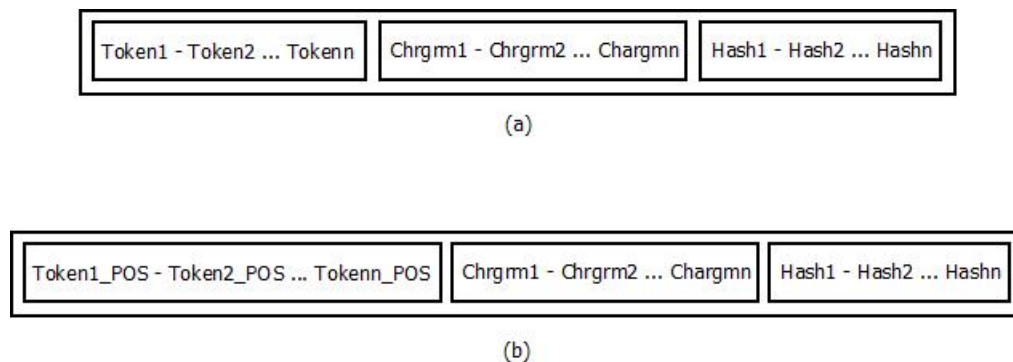 Token1 - Token2 ... Tokenn Chrgrm1 - Chrgrm2 ... Chargmn Hash1 - Hash2 ... Hashn
(a)
Token1_POS - Token2_POS ... Tokenn_POS Chrgrm1 - Chrgrm2 ... Chargmn Hash1 - Hash2 ... Hashn
(b)